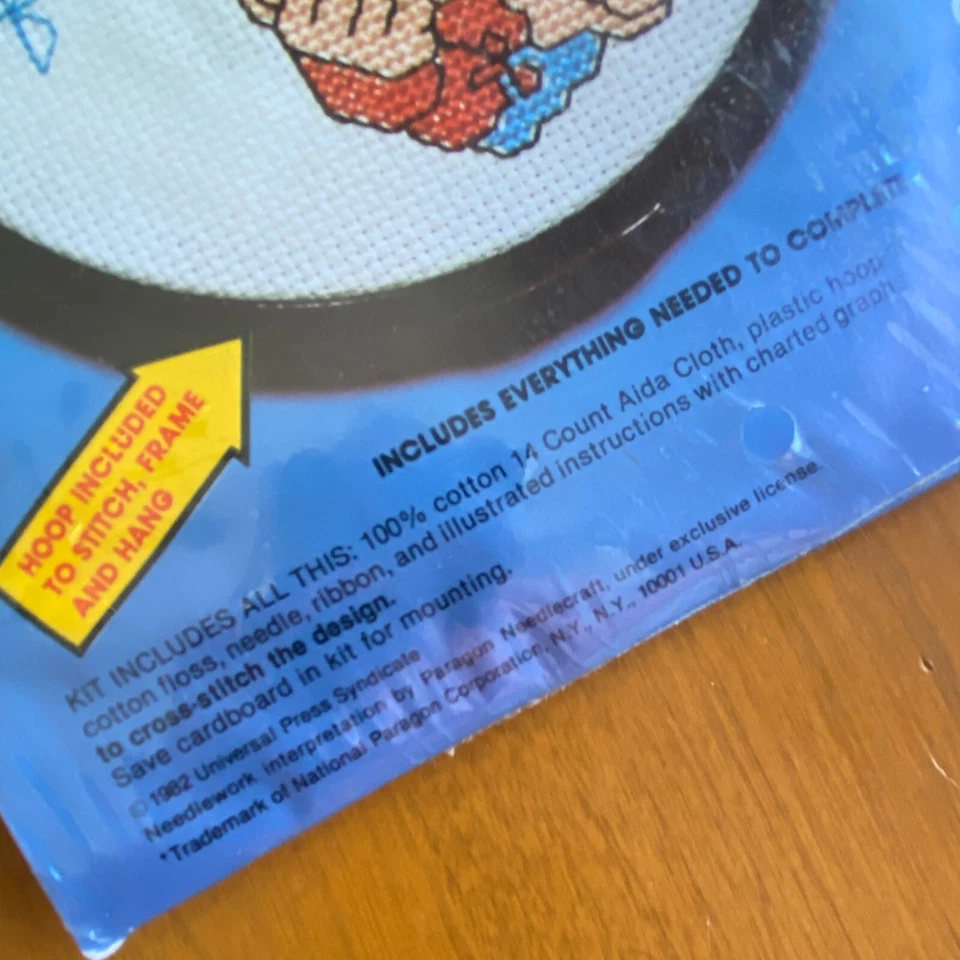 HOOP INCLUDED
TO STITCH, FRAME
AND HANG
INCLUDES EVERYTHING NEEDED TO COMPLETE
KIT INCLUDES ALL THIS: 100% cotton 14 Count Aida Cloth, plastic hoop
cotton floss, needle, ribbon, and illustrated instructions with charted graphs
to cross-stitch the design.
Save cardboard in kit for mounting.
© 1982 Universal Press Syndicate
Needlework interpretation by Paragon Needlecraft, under exclusive license.
*Trademark of National Paragon Corporation, N.Y., N.Y., 10001 U.S.A.